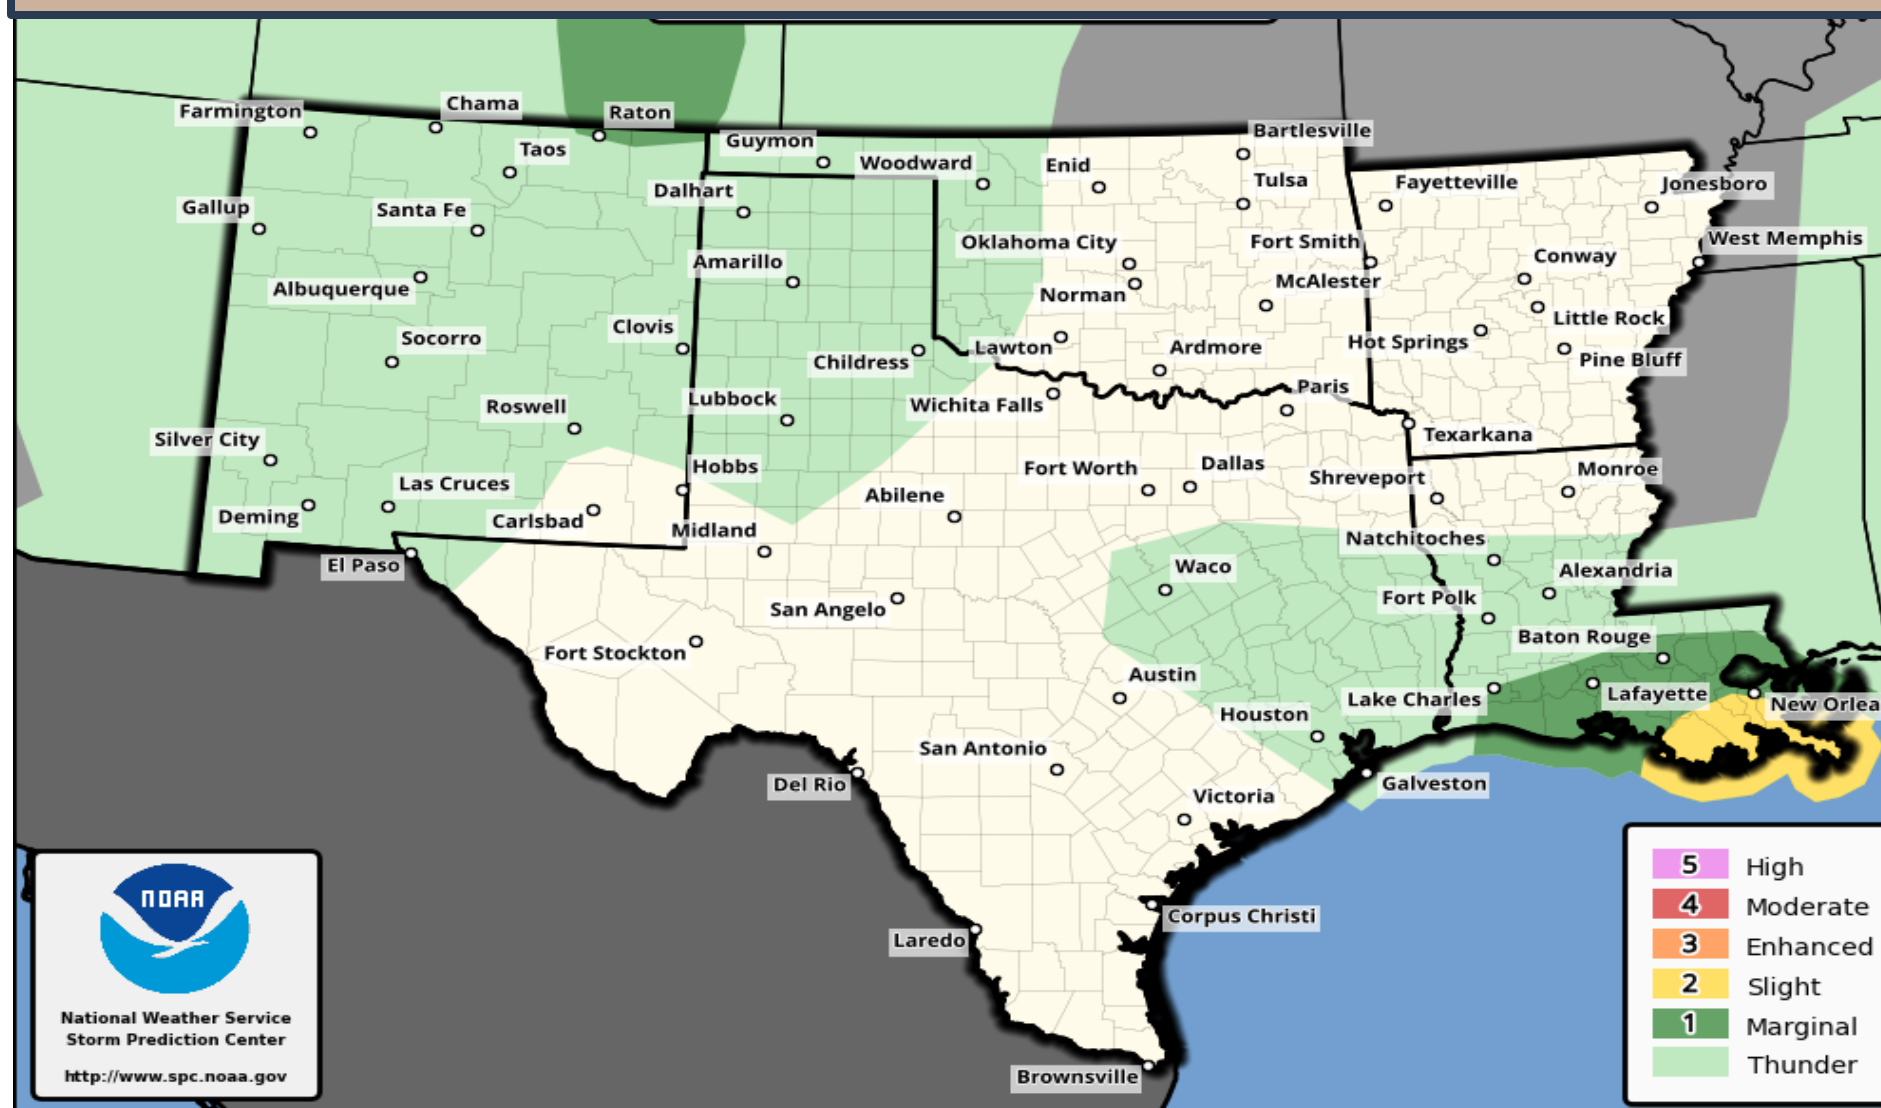 Farmington
Chama
Raton
Guymon
Bartlesville
Taos
Woodward
Enid
Tulsa
Fayetteville
Jonesboro
Dalhart
Gallup
Santa Fe
Oklahoma City
Fort Smith
West Memphis
Conway
Amarillo
McAlester
Albuquerque
Norman
Little Rock
Clovis
Socorro
Hot Springs
Lawton
Ardmore
Pine Bluff
Childress
Paris
Lubbock
Wichita Falls
Roswell
Texarkana
Silver City
Hobbs
Fort Worth
Dallas
Shreveport
Monroe
Las Cruces
Abilene
Deming
Carlsbad
Midland
Natchitoches
El Paso
Waco
Alexandria
San Angelo
Fort Polk
Baton Rouge
Fort Stockton
Austin
Lake Charles
Lafayette
New Orlea
Houston
San Antonio
Del Rio
Galveston
Victoria
Corpus Christi
Laredo
Brownsville
NOAA
National Weather Service
Storm Prediction Center
http://www.spc.noaa.gov
5 High
4 Moderate
3 Enhanced
2 Slight
1 Marginal
Thunder